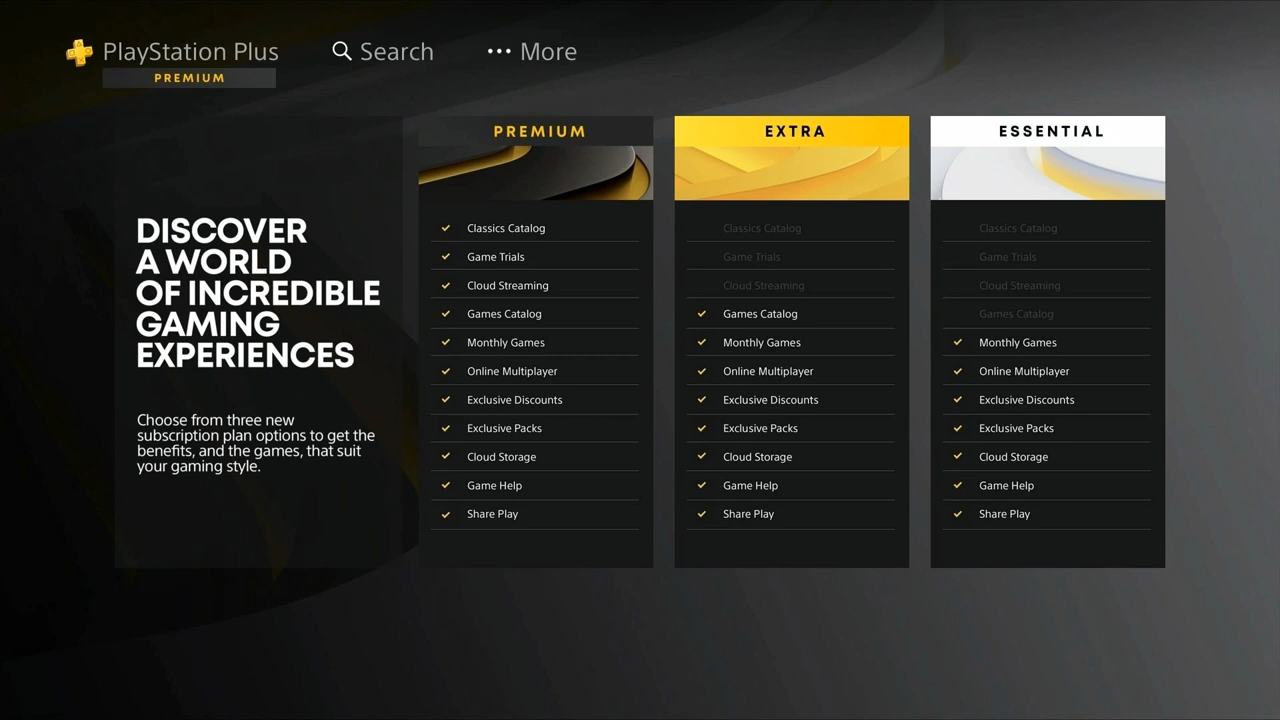 PlayStation Plus
PREMIUM
Search
More
DISCOVER
A WORLD
OF INCREDIBLE
GAMING
EXPERIENCES
Choose from three new
subscription plan options to get the
benefits, and the games, that suit
your gaming style.
PREMIUM
Classics Catalog
Game Trials
Cloud Streaming
Games Catalog
Monthly Games
Online Multiplayer
Exclusive Discounts
Exclusive Packs
Cloud Storage
Game Help
Share Play
EXTRA
Classics Catalog
Game Trials
Cloud Streaming
Games Catalog
Monthly Games
Online Multiplayer
Exclusive Discounts
Exclusive Packs
Cloud Storage
Game Help
Share Play
ESSENTIAL
Classics Catalog
Game Trials
Cloud Streaming
Games Catalog
Monthly Games
Online Multiplayer
Exclusive Discounts
Exclusive Packs
Cloud Storage
Game Help
Share Play